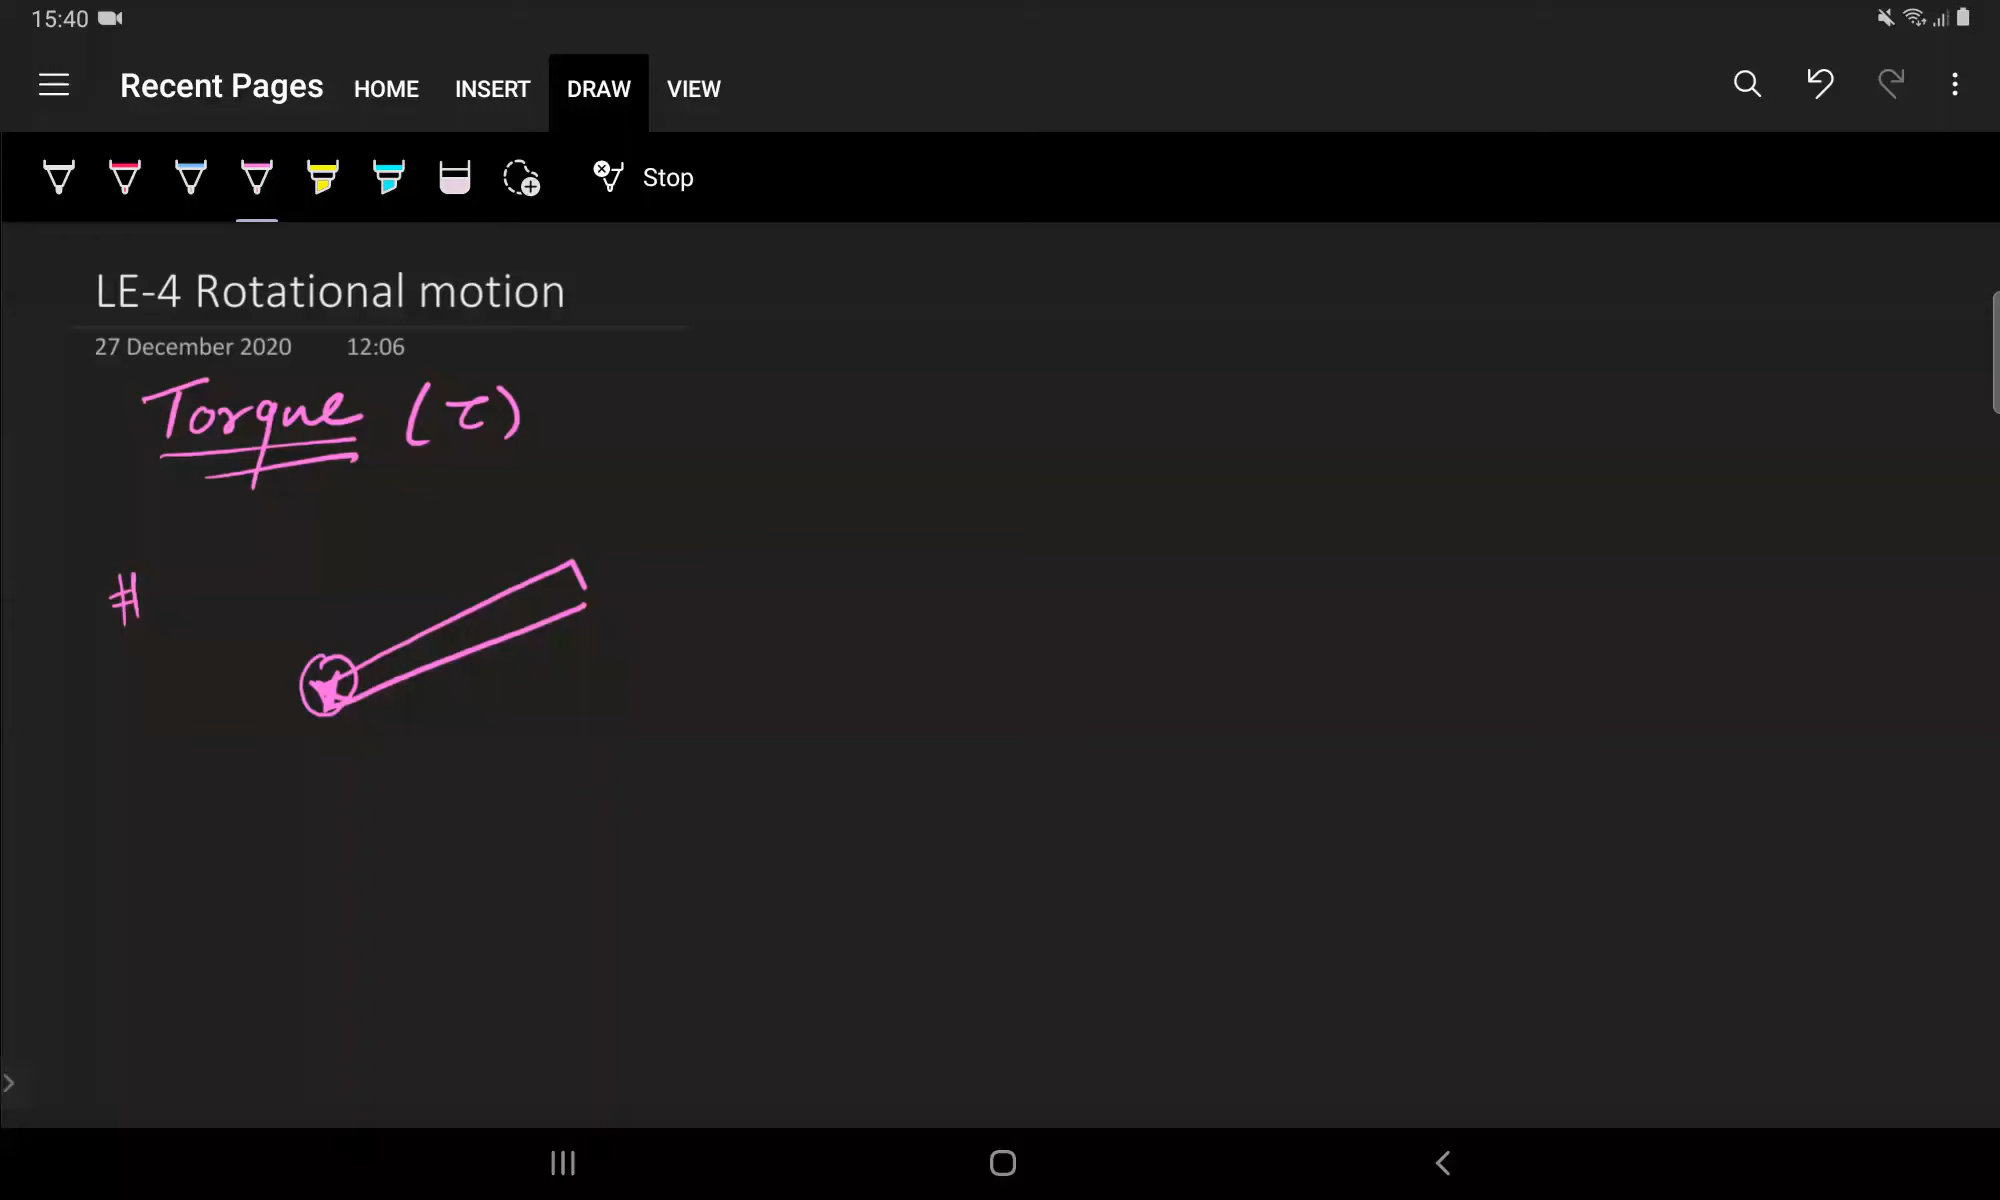 15:40
Recent Pages HOME INSERT DRAW VIEW
Stop
LE-4 Rotational motion
27 December 2020 12:06
Torque (τ)
#